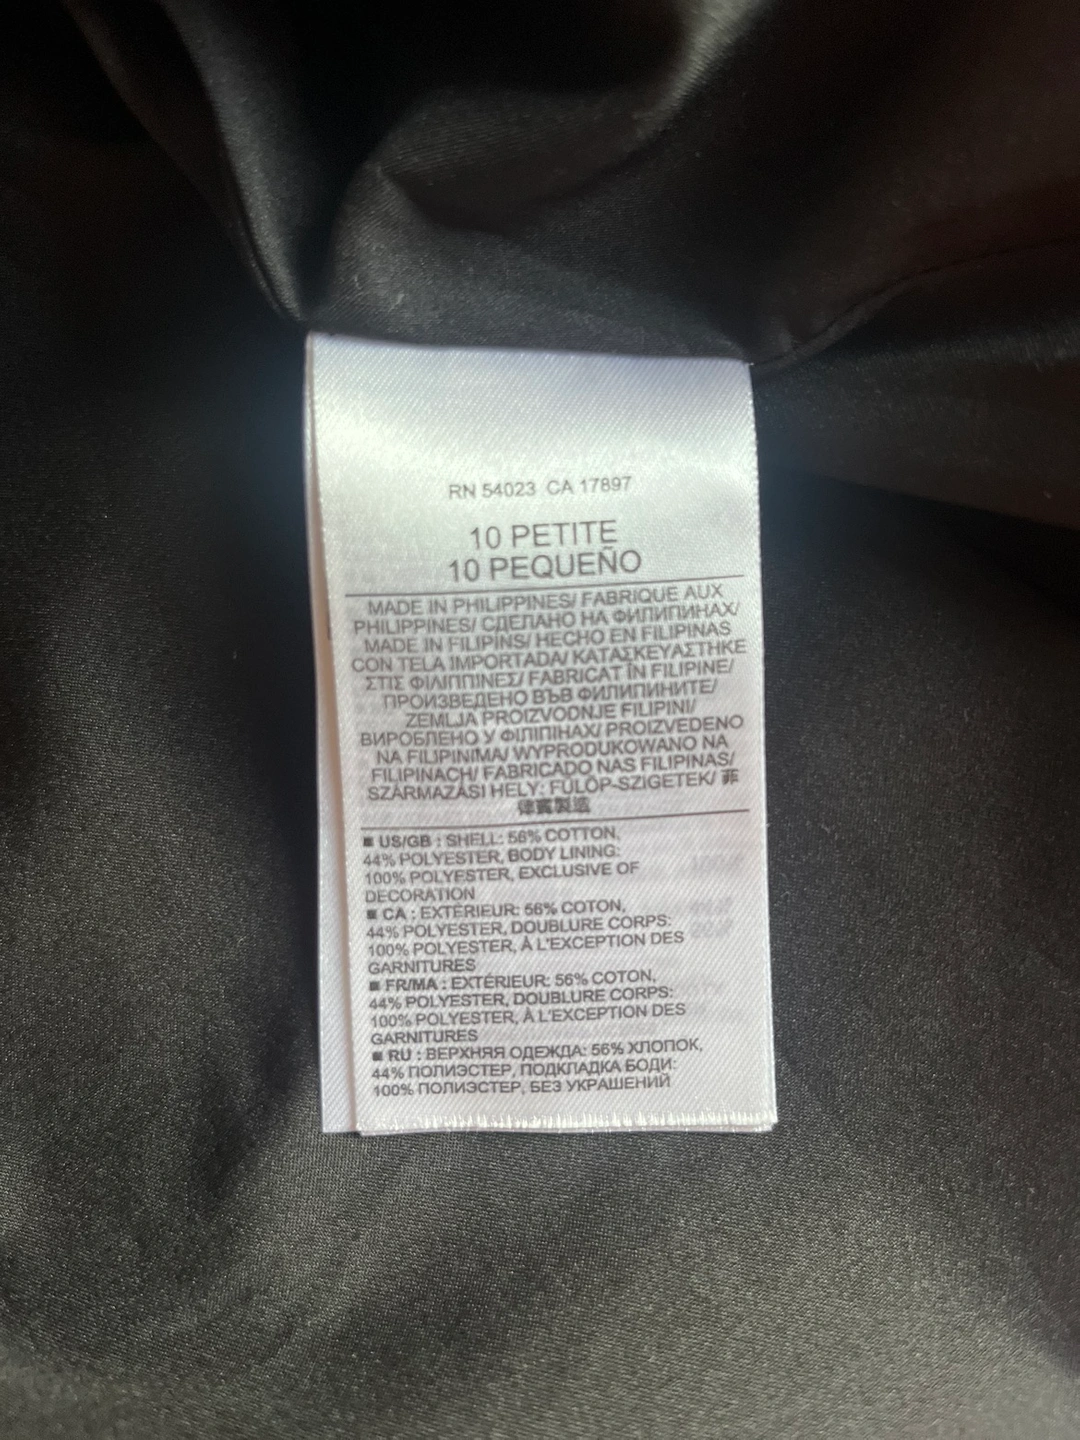 RN 54023 CA 17897
10 PETITE
10 PEQUEÑO
MADE IN PHILIPPINES/ FABRIQUE AUX
PHILIPPINES/ СДЕЛАНО НА ФИЛИПИНАХ/
MADE IN FILIPINS/ HECHO EN FILIPINAS
CON TELA IMPORTADA/ ΚΑΤΑΣΚΕΥΑΣΤΗΚΕ
ΣΤΙΣ ΦΙΛΙΠΠΙΝΕΣ/ FABRICAT ÎN FILIPINE/
ПРОИЗВЕДЕНО ВЪВ ФИЛИПИНИТЕ/
ZEMLJA PROIZVODNJE FILIPINI/
ВИРОБЛЕНО У ФІЛІПІНАХ/ PROIZVEDENO
NA FILIPINIMA/ WYPRODUKOWANO NA
FILIPINACH/ FABRICADO NAS FILIPINAS/
SZÁRMAZÁSI HELY: FÜLÖP-SZIGETEK/ 菲
律賓製造
■ US/GB : SHELL: 56% COTTON,
44% POLYESTER, BODY LINING:
100% POLYESTER, EXCLUSIVE OF
DECORATION
■ CA : EXTÉRIEUR: 56% COTON,
44% POLYESTER, DOUBLURE CORPS:
100% POLYESTER, À L'EXCEPTION DES
GARNITURES
■ FR/MA : EXTÉRIEUR: 56% COTON,
44% POLYESTER, DOUBLURE CORPS:
100% POLYESTER, À L'EXCEPTION DES
GARNITURES
■ RU : ВЕРХНЯЯ ОДЕЖДА: 56% ХЛОПОК,
44% ПОЛИЭСТЕР, ПОДКЛАДКА БОДИ:
100% ПОЛИЭСТЕР, БЕЗ УКРАШЕНИЙ